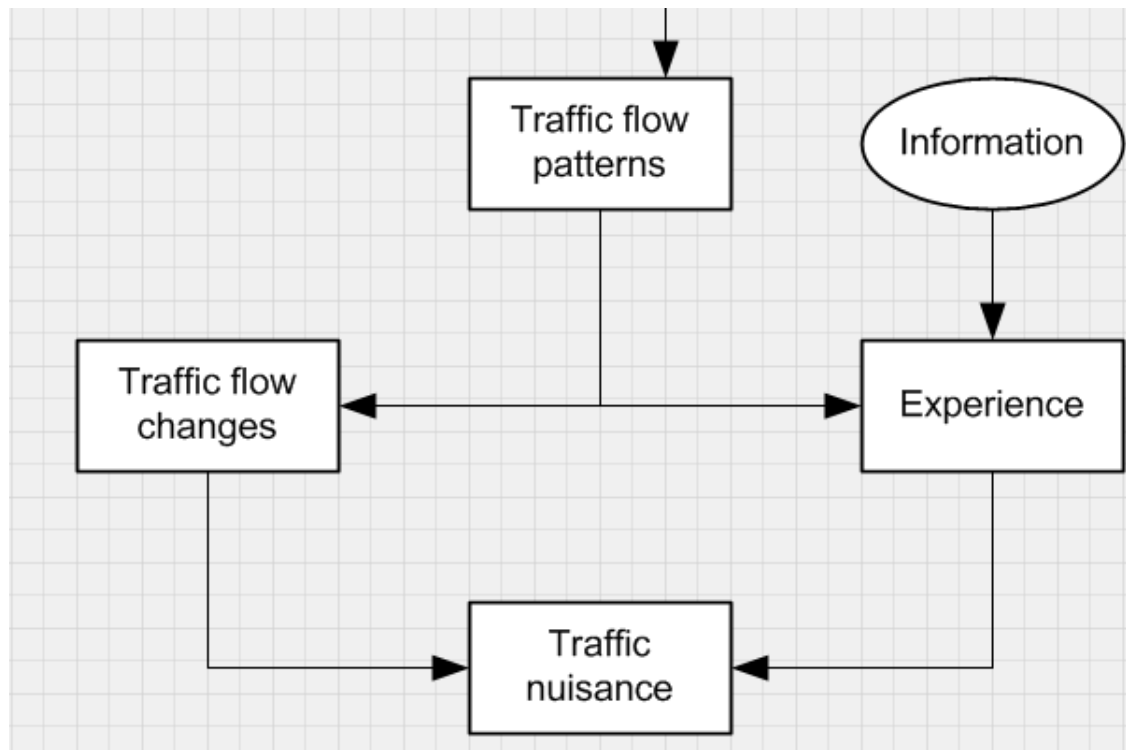 Traffic flow
patterns
Information
Traffic flow
changes
Experience
Traffic
nuisance